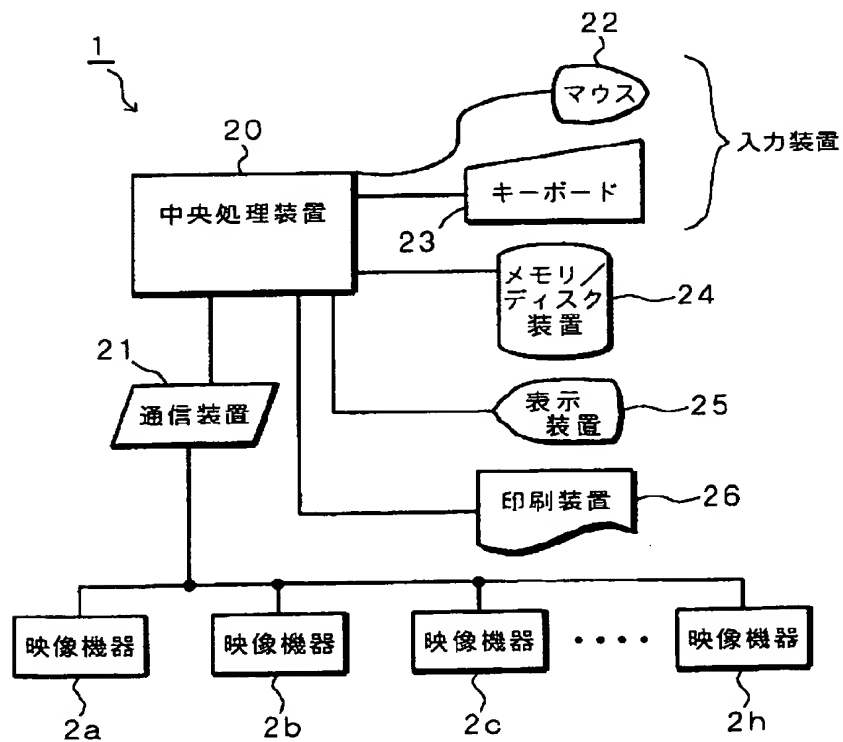 1
22
マウス
入力装置
20
中央処理装置
キーボード
23
メモリ／
ディスク
装置
24
21
通信装置
表示
装置
25
印刷装置
26
映像機器
映像機器
映像機器
映像機器
2a
2b
2c
2h